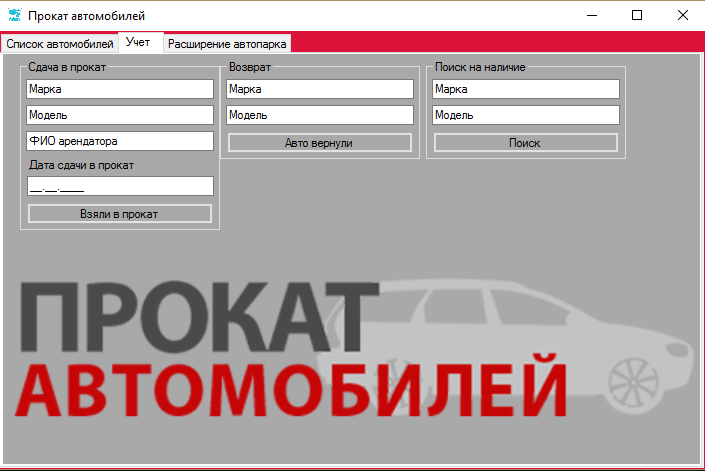 Прокат автомобилей
Список автомобилей
Учет
Расширение автопарка
Сдача в прокат
Марка
Модель
ФИО арендатора
Дата сдачи в прокат
__.__.____
Взяли в прокат
Возврат
Марка
Модель
Авто вернули
Поиск на наличие
Марка
Модель
Поиск
ПРОКАТ
АВТОМОБИЛЕЙ